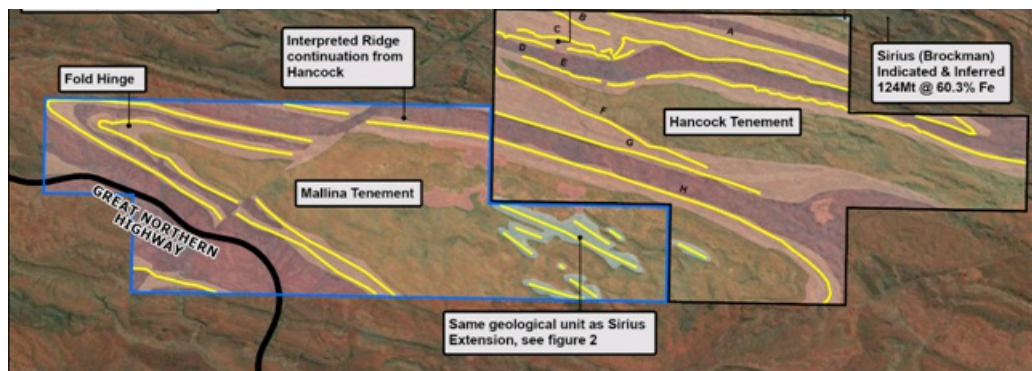 B
A
C
D
E
F
G
H
Interpreted Ridge
continuation from
Hancock
Sirius (Brockman)
Indicated & Inferred
124Mt @ 60.3% Fe
Fold Hinge
Hancock Tenement
Mallina Tenement
GREAT NORTHERN
HIGHWAY
Same geological unit as Sirius
Extension, see figure 2